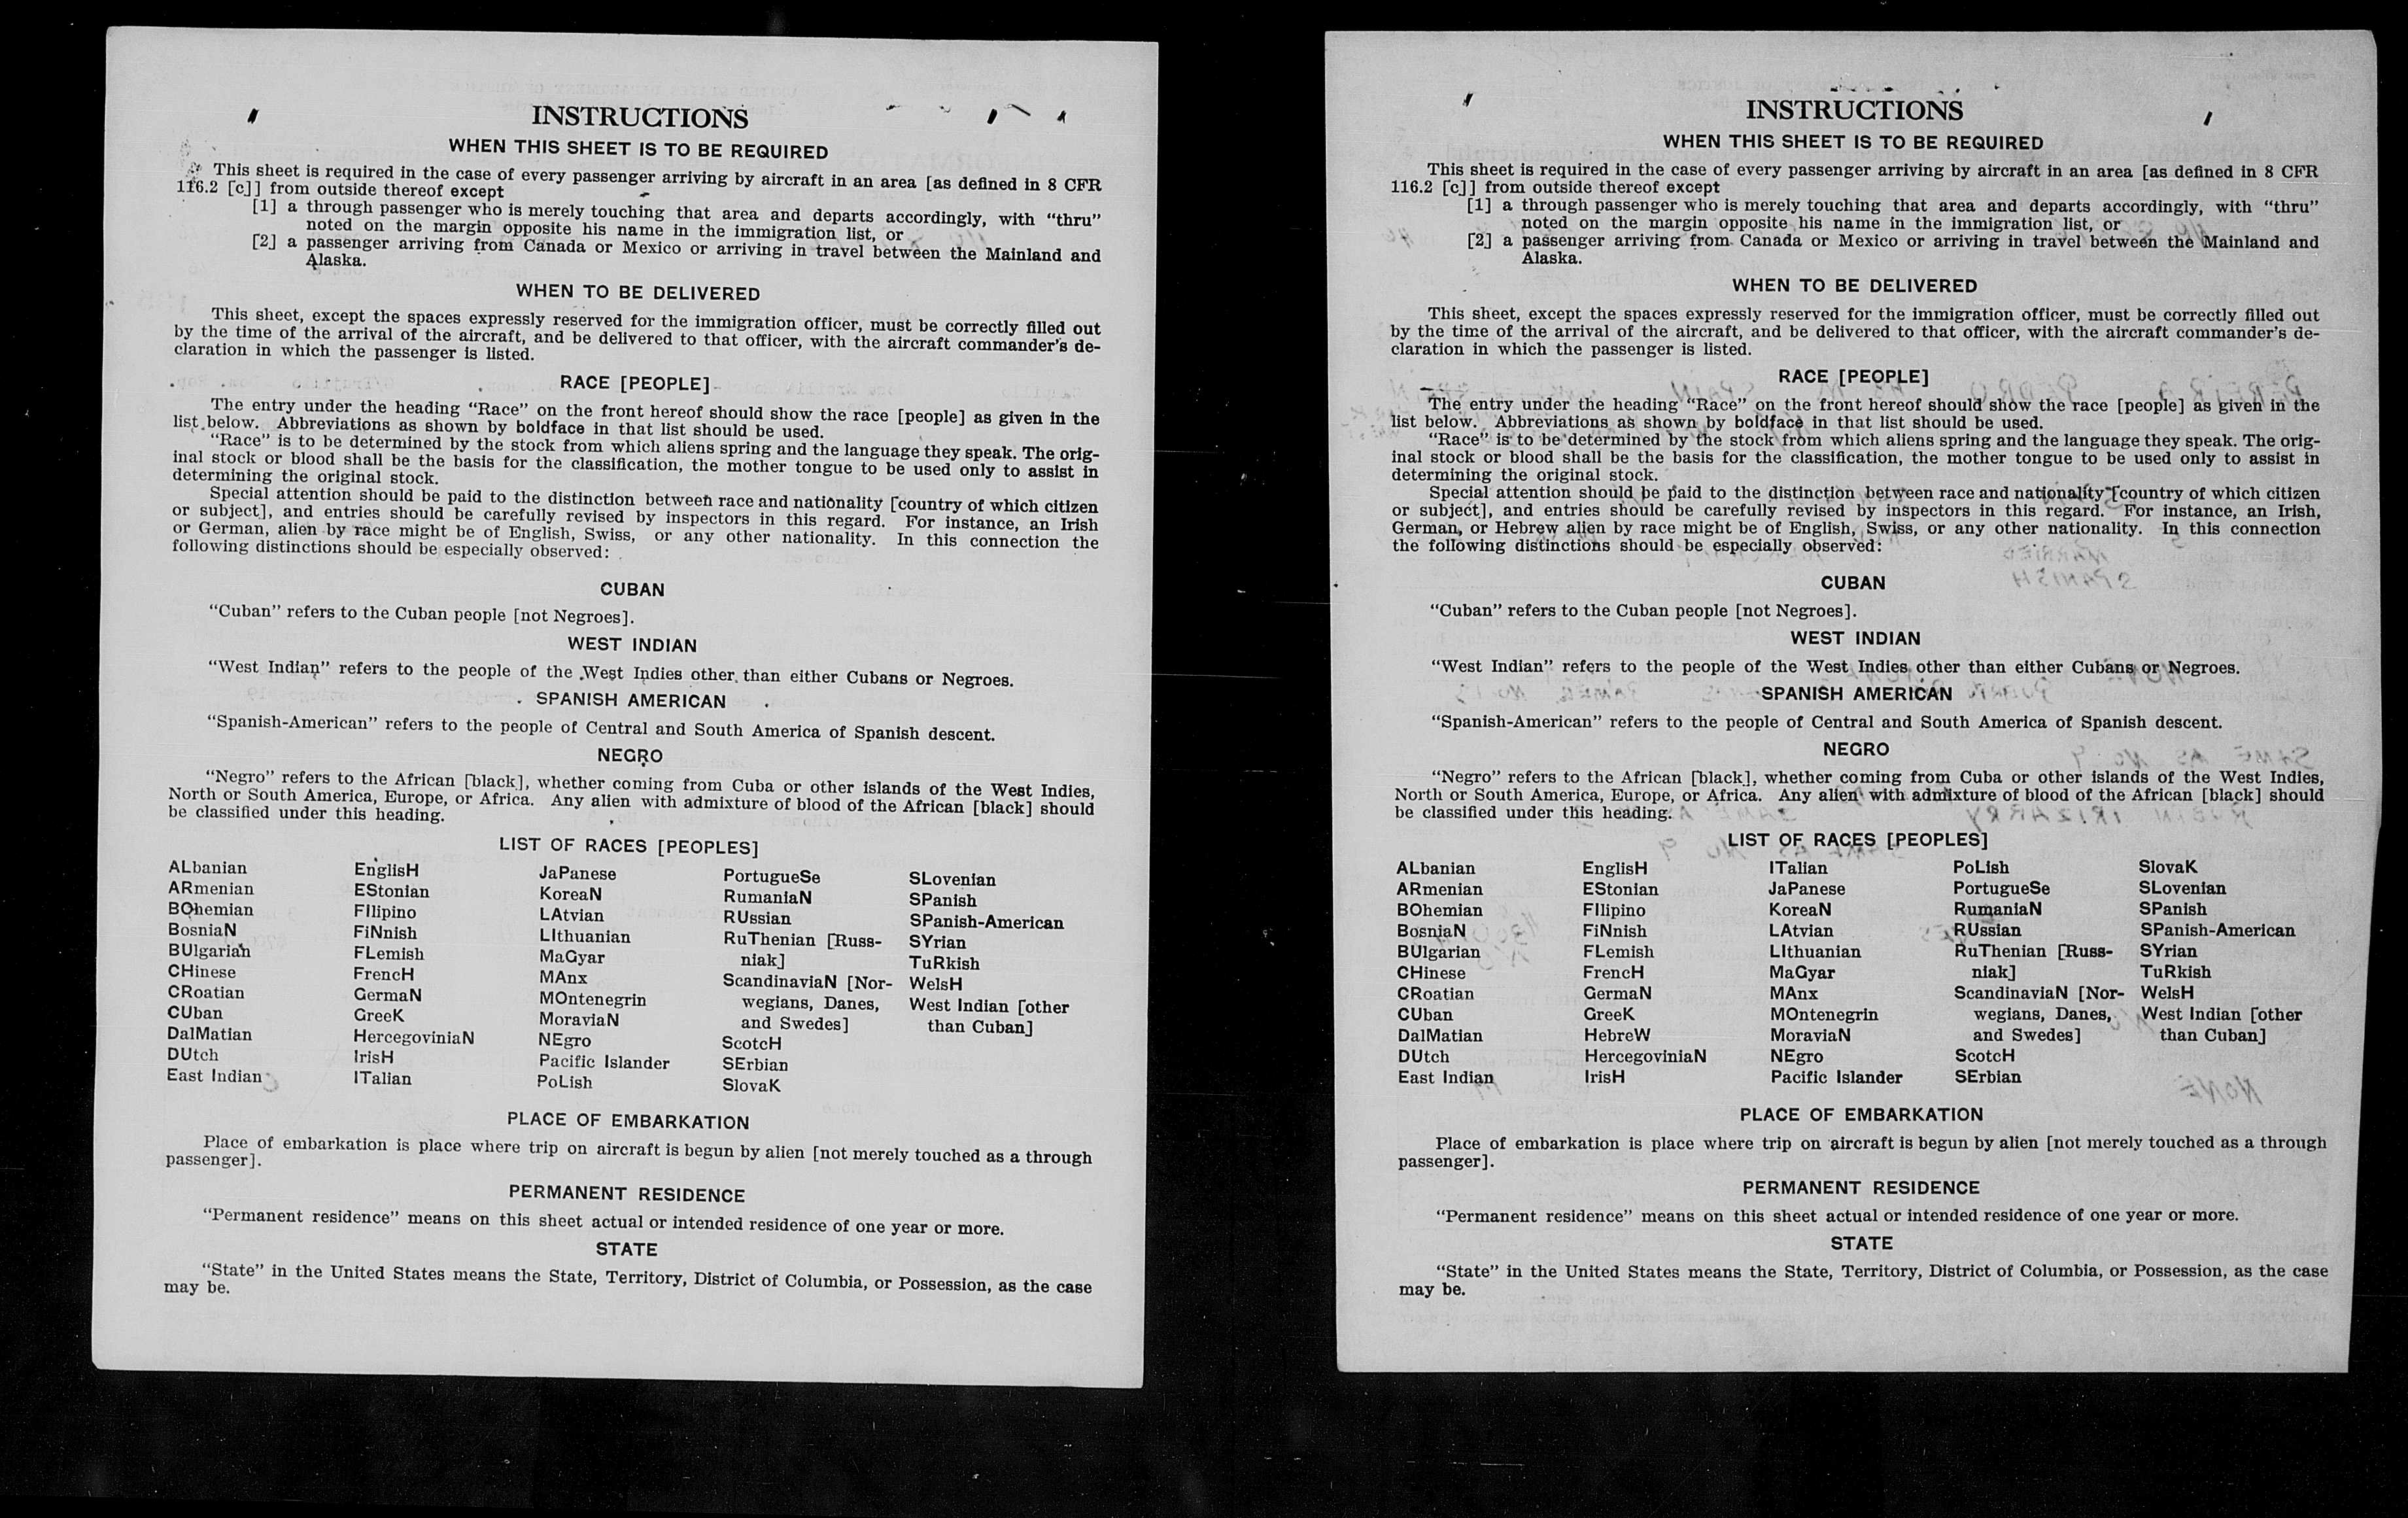 INSTRUCTIONS
WHEN THIS SHEET IS TO BE REQUIRED
This sheet is required in the case of every passenger arriving by aircraft in an area [as defined in 8 CFR
116.2 [c]] from outside thereof except
[1] a through passenger who is merely touching that area and departs accordingly, with “thru”
noted on the margin opposite his name in the immigration list, or
[2] a passenger arriving from Canada or Mexico or arriving in travel between the Mainland and
Alaska.
WHEN TO BE DELIVERED
This sheet, except the spaces expressly reserved for the immigration officer, must be correctly filled out
by the time of the arrival of the aircraft, and be delivered to that officer, with the aircraft commander’s de-
claration in which the passenger is listed.
RACE [PEOPLE]
The entry under the heading “Race” on the front hereof should show the race [people] as given in the
list below. Abbreviations as shown by boldface in that list should be used.
“Race” is to be determined by the stock from which aliens spring and the language they speak. The orig-
inal stock or blood shall be the basis for the classification, the mother tongue to be used only to assist in
determining the original stock.
Special attention should be paid to the distinction between race and nationality [country of which citizen
or subject], and entries should be carefully revised by inspectors in this regard. For instance, an Irish
or German, alien by race might be of English, Swiss, or any other nationality. In this connection the
following distinctions should be especially observed:
CUBAN
“Cuban” refers to the Cuban people [not Negroes].
WEST INDIAN
“West Indian” refers to the people of the West Indies other than either Cubans or Negroes.
SPANISH AMERICAN
“Spanish-American” refers to the people of Central and South America of Spanish descent.
NEGRO
“Negro” refers to the African [black], whether coming from Cuba or other islands of the West Indies,
North or South America, Europe, or Africa. Any alien with admixture of blood of the African [black] should
be classified under this heading.
LIST OF RACES [PEOPLES]
ALbanian
ARmenian
BOhemian
BosniaN
BUlgarian
CHinese
CRoatian
CUban
DalMatian
DUtch
East Indian
EnglisH
EStonian
FIlipino
FiNnish
FLemish
FrencH
GermaN
GreeK
HercegoviniaN
IrisH
ITalian
JaPanese
KoreaN
LAtvian
LIthuanian
MaGyar
MAnx
MOntenegrin
MoraviaN
NEgro
Pacific Islander
PoLish
PortugueSe
RumaniaN
RUssian
RuThenian [Russ-
niak]
ScandinaviaN [Nor-
wegians, Danes,
and Swedes]
ScotcH
SErbian
SlovaK
SLovenian
SPanish
SPanish-American
SYrian
TuRkish
WelsH
West Indian [other
than Cuban]
PLACE OF EMBARKATION
Place of embarkation is place where trip on aircraft is begun by alien [not merely touched as a through
passenger].
PERMANENT RESIDENCE
“Permanent residence” means on this sheet actual or intended residence of one year or more.
STATE
“State” in the United States means the State, Territory, District of Columbia, or Possession, as the case
may be.
INSTRUCTIONS
WHEN THIS SHEET IS TO BE REQUIRED
This sheet is required in the case of every passenger arriving by aircraft in an area [as defined in 8 CFR
116.2 [c]] from outside thereof except
[1] a through passenger who is merely touching that area and departs accordingly, with “thru”
noted on the margin opposite his name in the immigration list, or
[2] a passenger arriving from Canada or Mexico or arriving in travel between the Mainland and
Alaska.
WHEN TO BE DELIVERED
This sheet, except the spaces expressly reserved for the immigration officer, must be correctly filled out
by the time of the arrival of the aircraft, and be delivered to that officer, with the aircraft commander’s de-
claration in which the passenger is listed.
RACE [PEOPLE]
The entry under the heading “Race” on the front hereof should show the race [people] as given in the
list below. Abbreviations as shown by boldface in that list should be used.
“Race” is to be determined by the stock from which aliens spring and the language they speak. The orig-
inal stock or blood shall be the basis for the classification, the mother tongue to be used only to assist in
determining the original stock.
Special attention should be paid to the distinction between race and nationality [country of which citizen
or subject], and entries should be carefully revised by inspectors in this regard. For instance, an Irish,
German, or Hebrew alien by race might be of English, Swiss, or any other nationality. In this connection
the following distinctions should be especially observed:
CUBAN
“Cuban” refers to the Cuban people [not Negroes].
WEST INDIAN
“West Indian” refers to the people of the West Indies other than either Cubans or Negroes.
SPANISH AMERICAN
“Spanish-American” refers to the people of Central and South America of Spanish descent.
NEGRO
“Negro” refers to the African [black], whether coming from Cuba or other islands of the West Indies,
North or South America, Europe, or Africa. Any alien with admixture of blood of the African [black] should
be classified under this heading.
LIST OF RACES [PEOPLES]
ALbanian
ARmenian
BOhemian
BosniaN
BUlgarian
CHinese
CRoatian
CUban
DalMatian
DUtch
East Indian
EnglisH
EStonian
FIlipino
FiNnish
FLemish
FrencH
GermaN
GreeK
HebreW
HercegoviniaN
IrisH
ITalian
JaPanese
KoreaN
LAtvian
LIthuanian
MaGyar
MAnx
MOntenegrin
MoraviaN
NEgro
Pacific Islander
PoLish
PortugueSe
RumaniaN
RUssian
RuThenian [Russ-
niak]
ScandinaviaN [Nor-
wegians, Danes,
and Swedes]
ScotcH
SErbian
SlovaK
SLovenian
SPanish
SPanish-American
SYrian
TuRkish
WelsH
West Indian [other
than Cuban]
PLACE OF EMBARKATION
Place of embarkation is place where trip on aircraft is begun by alien [not merely touched as a through
passenger].
PERMANENT RESIDENCE
“Permanent residence” means on this sheet actual or intended residence of one year or more.
STATE
“State” in the United States means the State, Territory, District of Columbia, or Possession, as the case
may be.